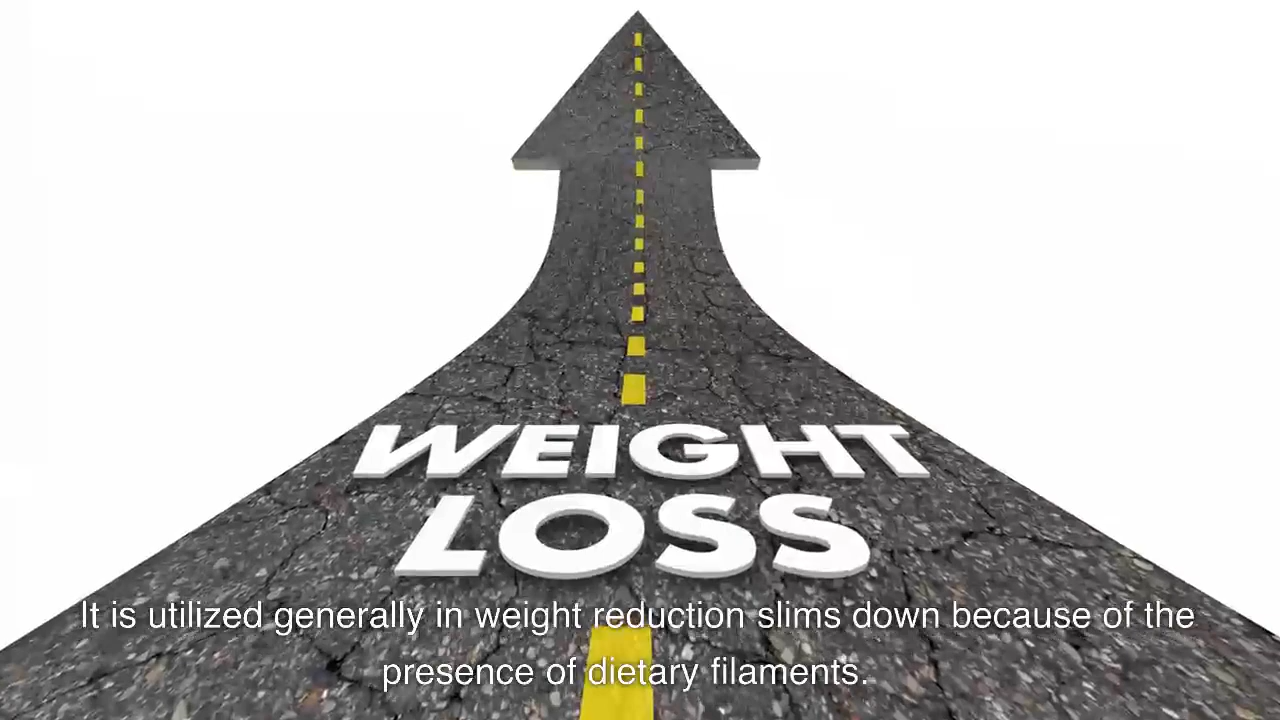 WEIGHT
LOSS
It is utilized generally in weight reduction slims down because of the
presence of dietary filaments.